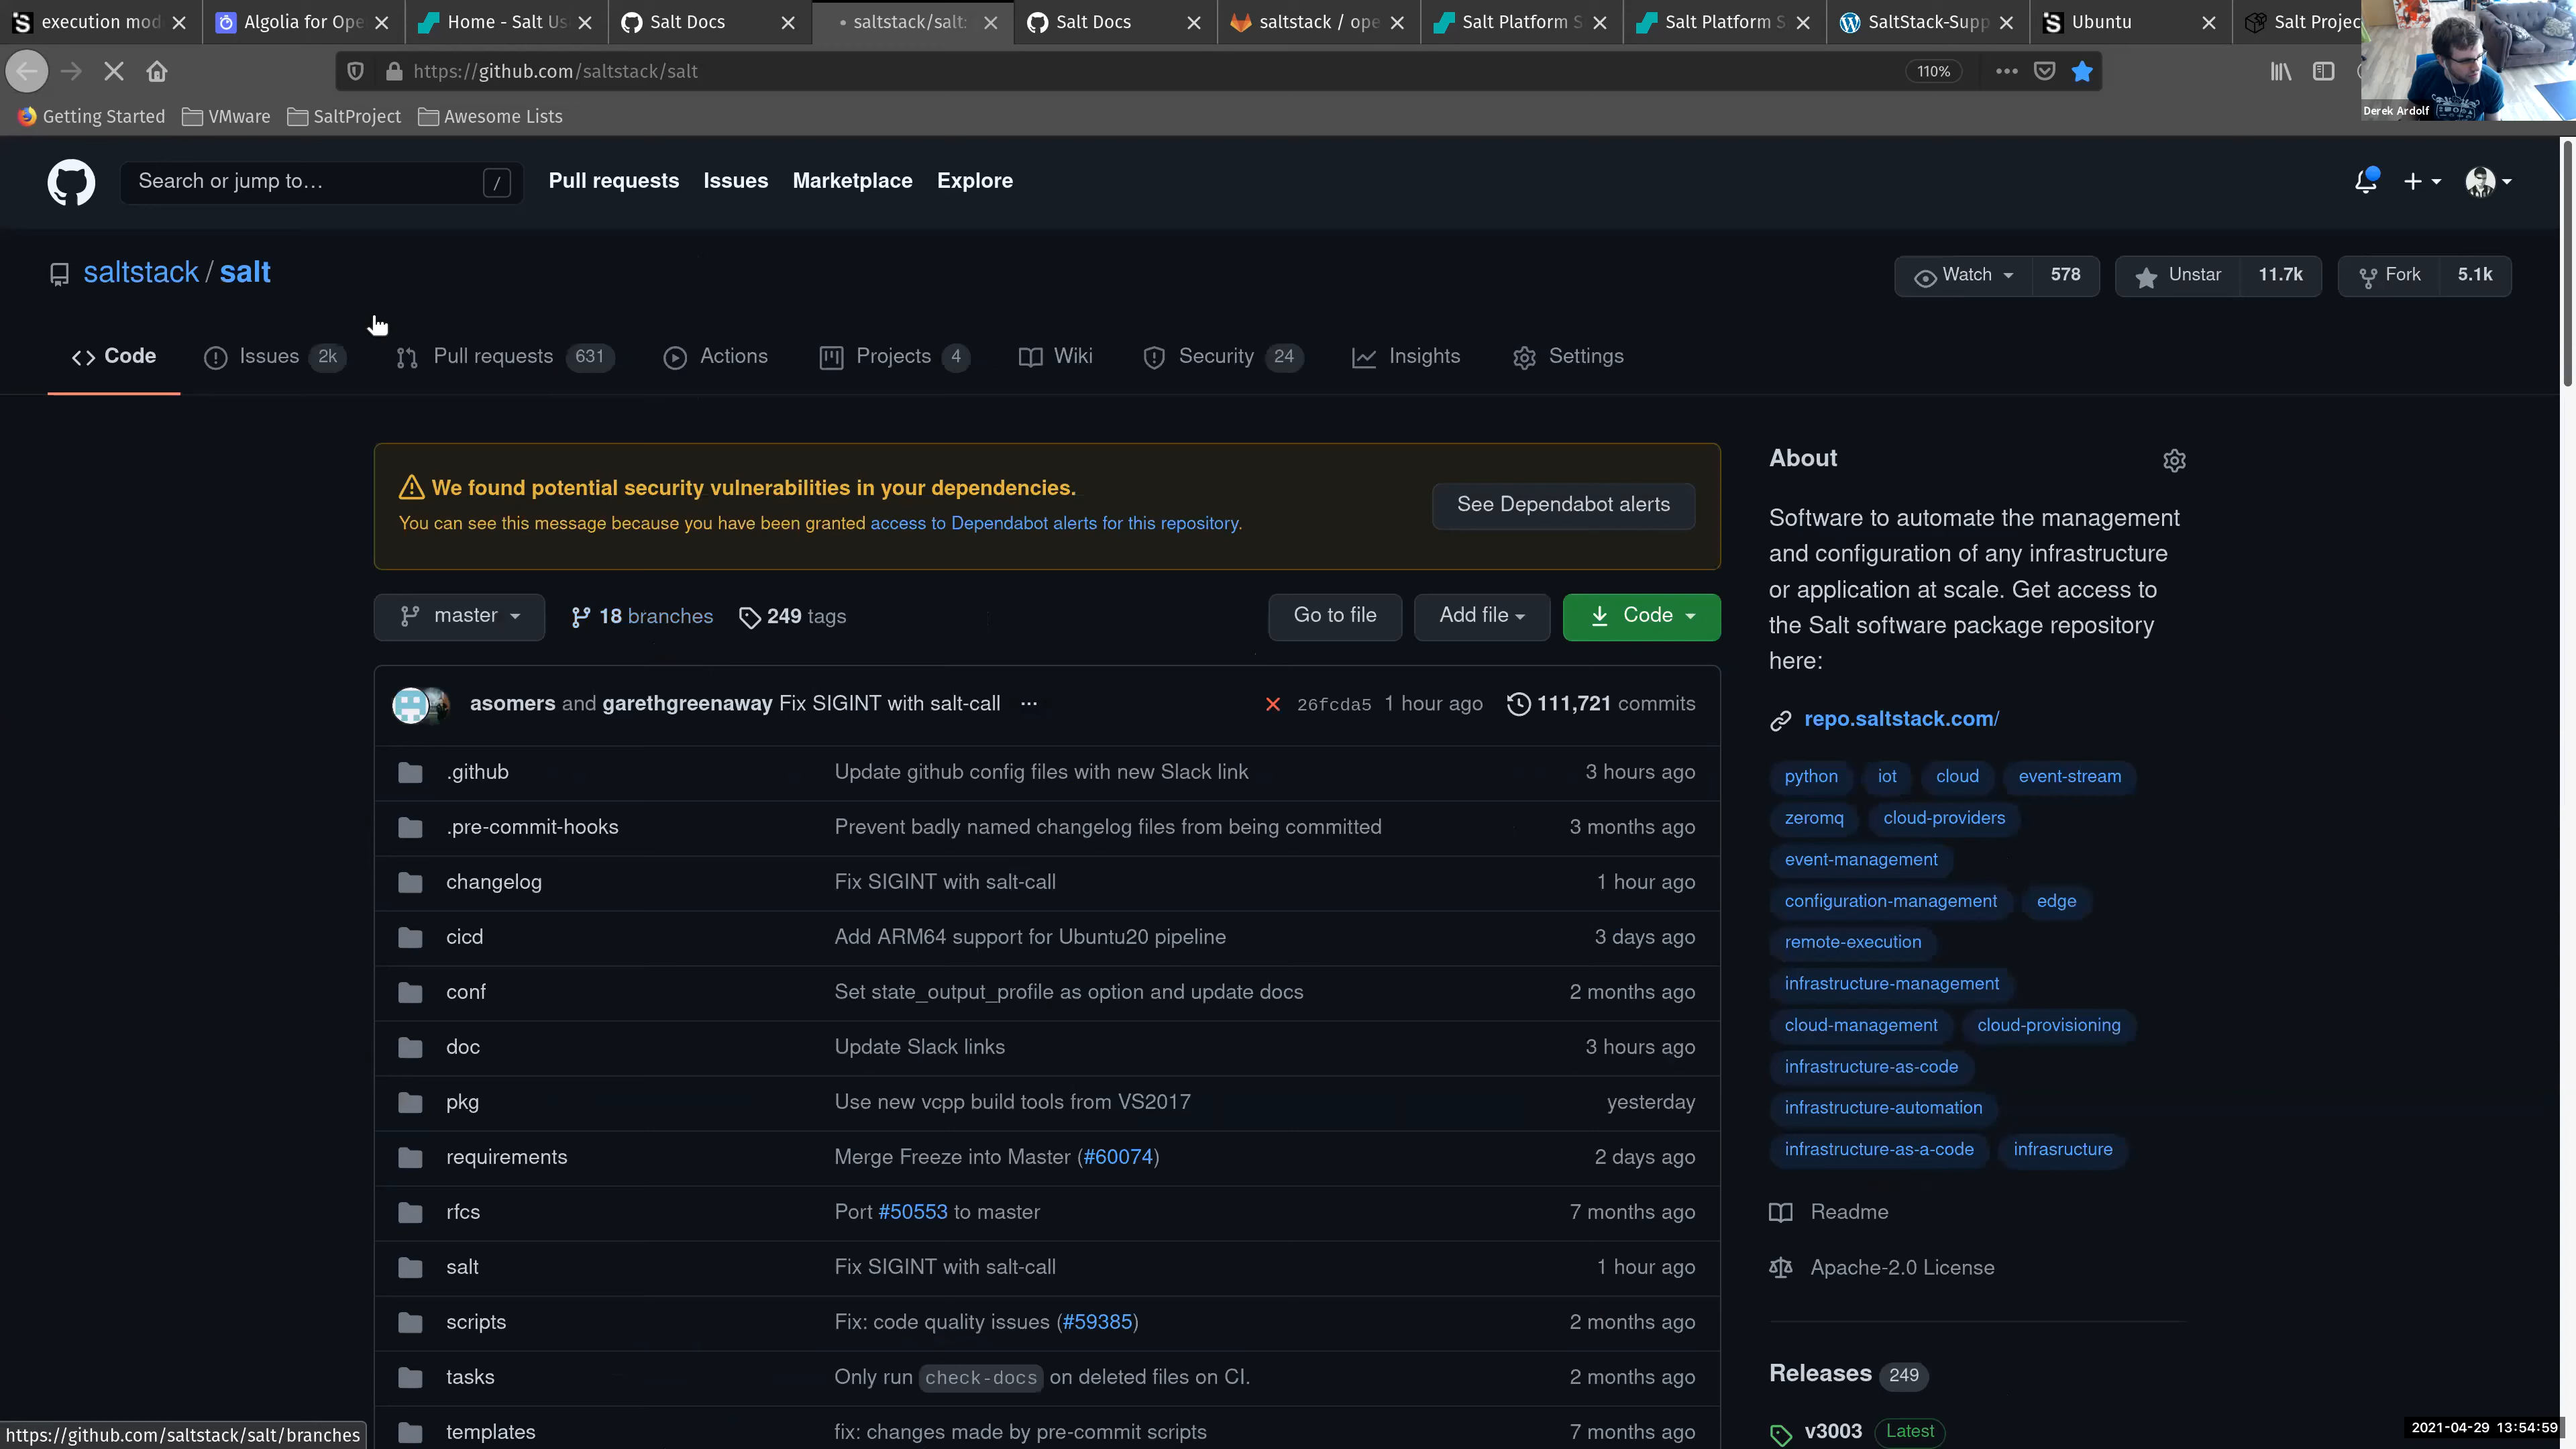 execution mod
Algolia for Ope
Home - Salt Us
Salt Docs
saltstack/salt:
Salt Docs
saltstack / ope
Salt Platform S
Salt Platform S
SaltStack-Supp
Ubuntu
Salt Projec
https://github.com/saltstack/salt
110%
Getting Started
VMware
SaltProject
Awesome Lists
Derek Ardolf
Search or jump to…
/
Pull requests
Issues
Marketplace
Explore
saltstack / salt
Watch 578
Unstar 11.7k
Fork 5.1k
Code
Issues 2k
Pull requests 631
Actions
Projects 4
Wiki
Security 24
Insights
Settings
We found potential security vulnerabilities in your dependencies.
You can see this message because you have been granted access to Dependabot alerts for this repository.
See Dependabot alerts
master
18 branches
249 tags
Go to file
Add file
Code
asomers and garethgreenaway Fix SIGINT with salt-call ... 26fcda5 1 hour ago 111,721 commits
.github Update github config files with new Slack link 3 hours ago
.pre-commit-hooks Prevent badly named changelog files from being committed 3 months ago
changelog Fix SIGINT with salt-call 1 hour ago
cicd Add ARM64 support for Ubuntu20 pipeline 3 days ago
conf Set state_output_profile as option and update docs 2 months ago
doc Update Slack links 3 hours ago
pkg Use new vcpp build tools from VS2017 yesterday
requirements Merge Freeze into Master (#60074) 2 days ago
rfcs Port #50553 to master 7 months ago
salt Fix SIGINT with salt-call 1 hour ago
scripts Fix: code quality issues (#59385) 2 months ago
tasks Only run check-docs on deleted files on CI. 2 months ago
templates fix: changes made by pre-commit scripts 7 months ago
About
Software to automate the management
and configuration of any infrastructure
or application at scale. Get access to
the Salt software package repository
here:
repo.saltstack.com/
python iot cloud event-stream
zeromq cloud-providers
event-management
configuration-management edge
remote-execution
infrastructure-management
cloud-management cloud-provisioning
infrastructure-as-code
infrastructure-automation
infrastructure-as-a-code infrasructure
Readme
Apache-2.0 License
Releases 249
v3003 Latest
https://github.com/saltstack/salt/branches
2021-04-29 13:54:59